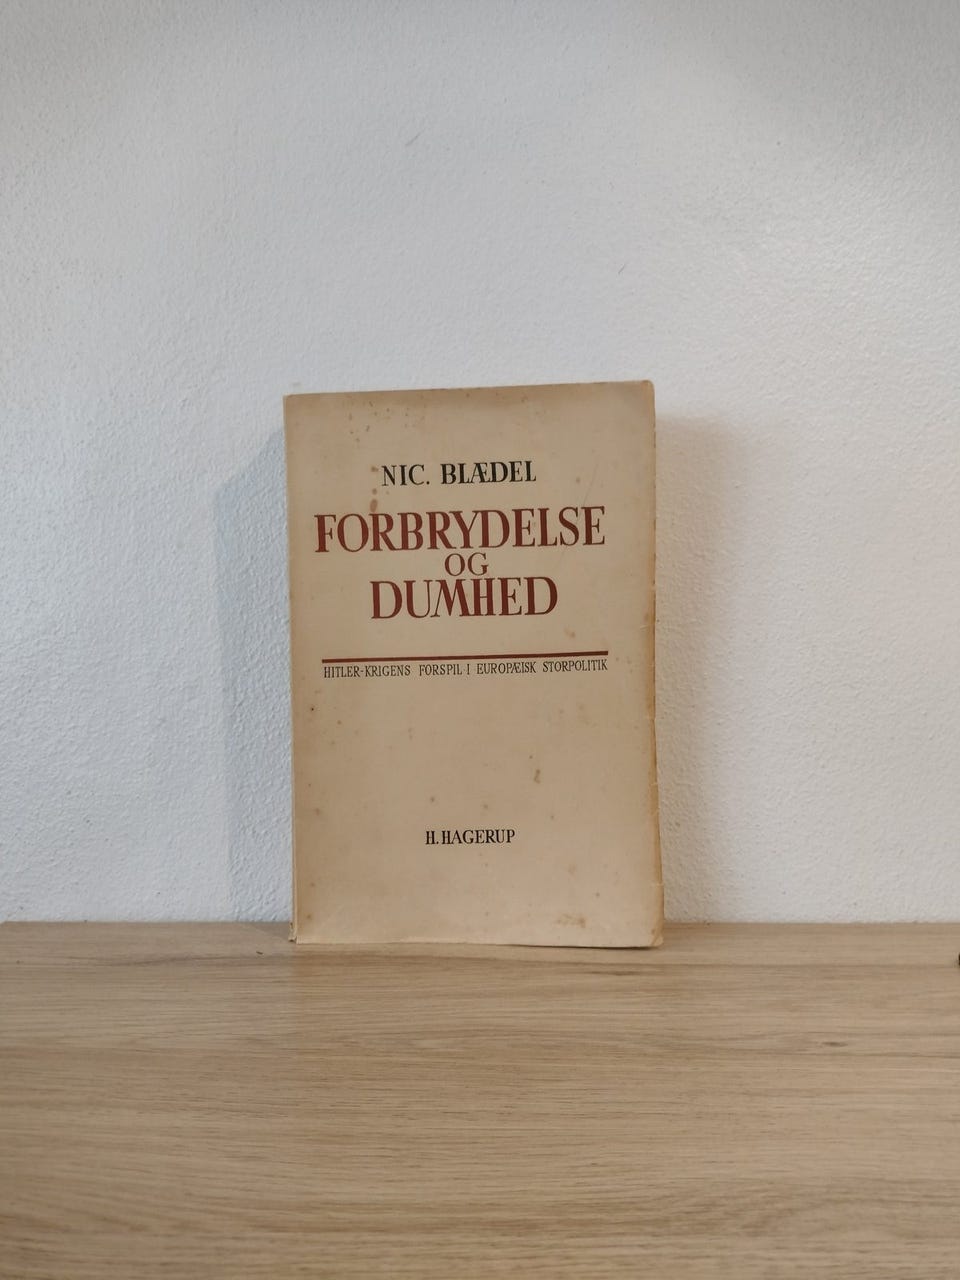 NIC. BLÆDEL
FORBRYDELSE
OG
DUMHED
HITLER-KRIGENS FORSPIL I EUROPÆISK STORPOLITIK
H. HAGERUP